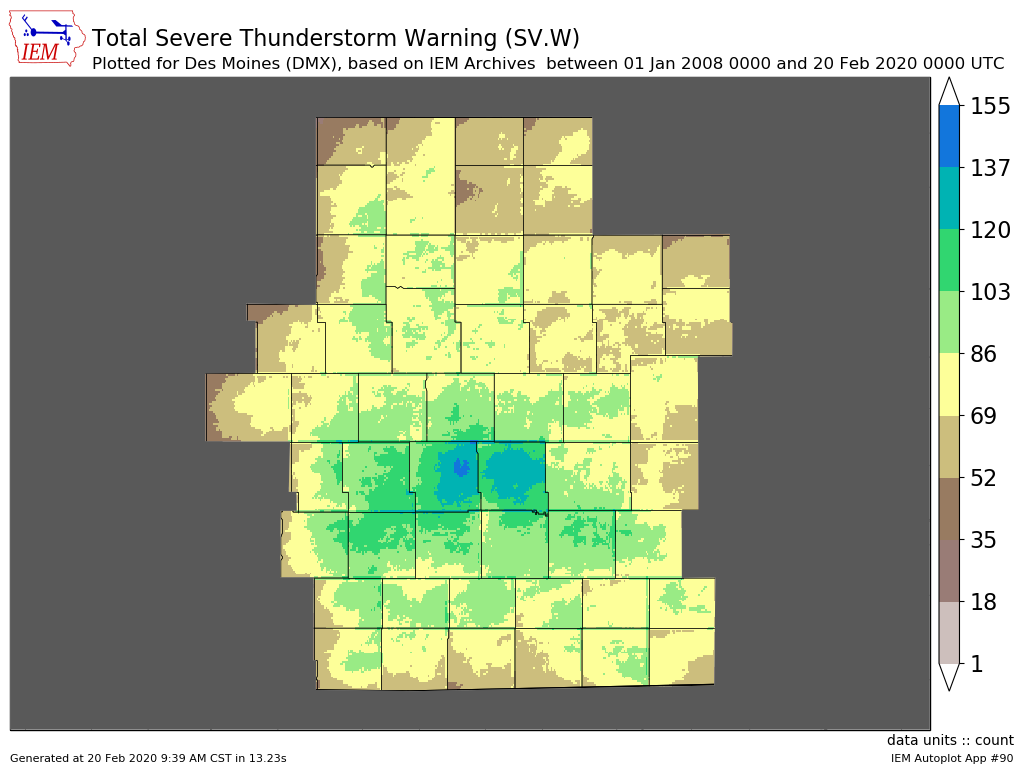 IEM
Total Severe Thunderstorm Warning (SV.W)
Plotted for Des Moines (DMX), based on IEM Archives  between 01 Jan 2008 0000 and 20 Feb 2020 0000 UTC
155
137
120
103
86
69
52
35
18
1
data units :: count
Generated at 20 Feb 2020 9:39 AM CST in 13.23s
IEM Autoplot App #90